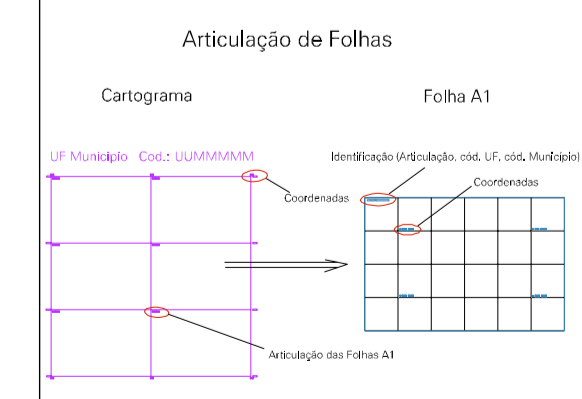 Articulação de Folhas
Cartograma
Folha A1
UF Município Cod.: UUMMMMM
Identificação (Articulação, cód. UF, cód. Município)
Coordenadas
Coordenadas
Articulação das Folhas A1